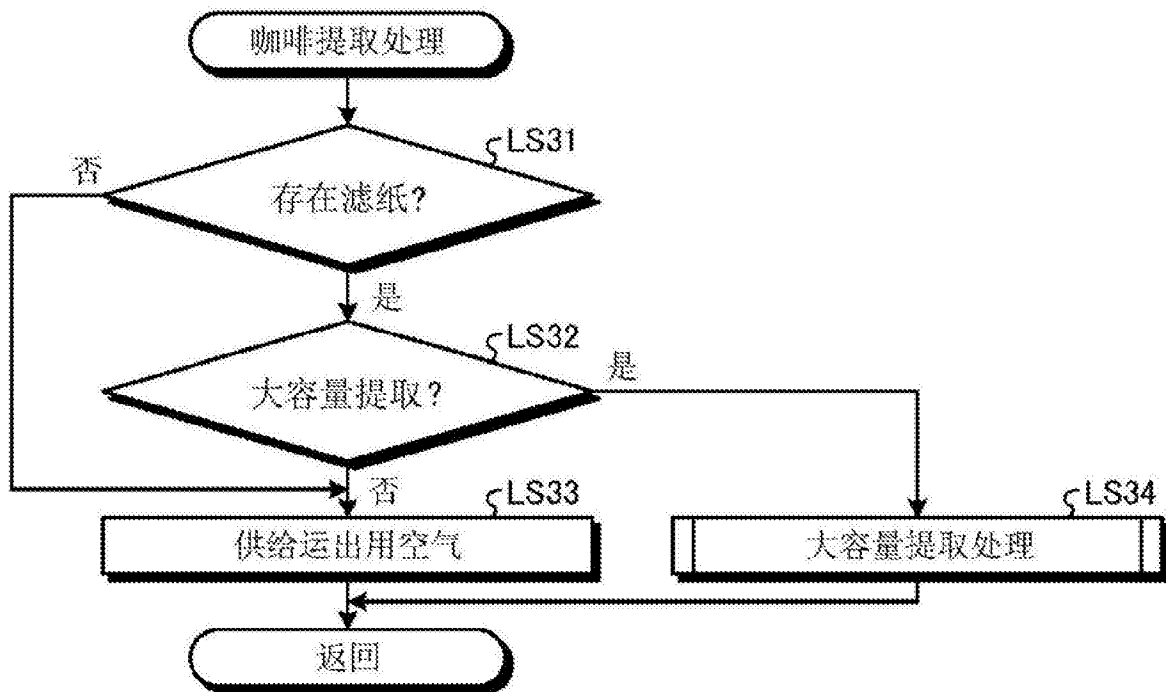 咖啡提取处理
LS31
否
存在滤纸?
是
LS32
大容量提取?
是
否
LS33
供给运出用空气
LS34
大容量提取处理
返回